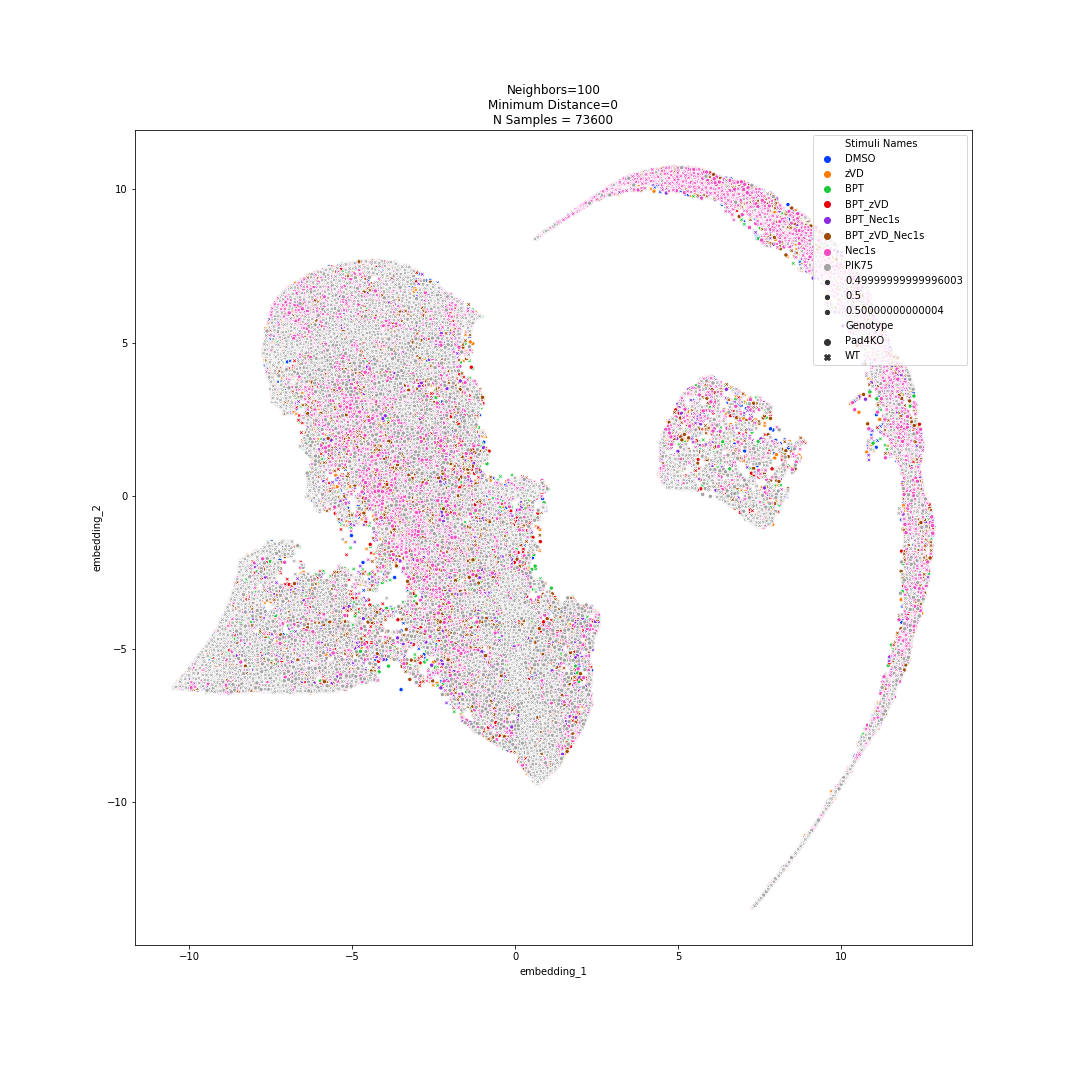 Neighbors=100
Minimum Distance=0
N Samples = 73600
Stimuli Names
DMSO
zVD
BPT
BPT_zVD
BPT_Nec1s
BPT_zVD_Nec1s
Nec1s
PIK75
0.49999999999996003
0.5
0.50000000000004
Genotype
Pad4KO
WT
10
5
0
−5
−10
embedding_2
−10
−5
0
5
10
embedding_1